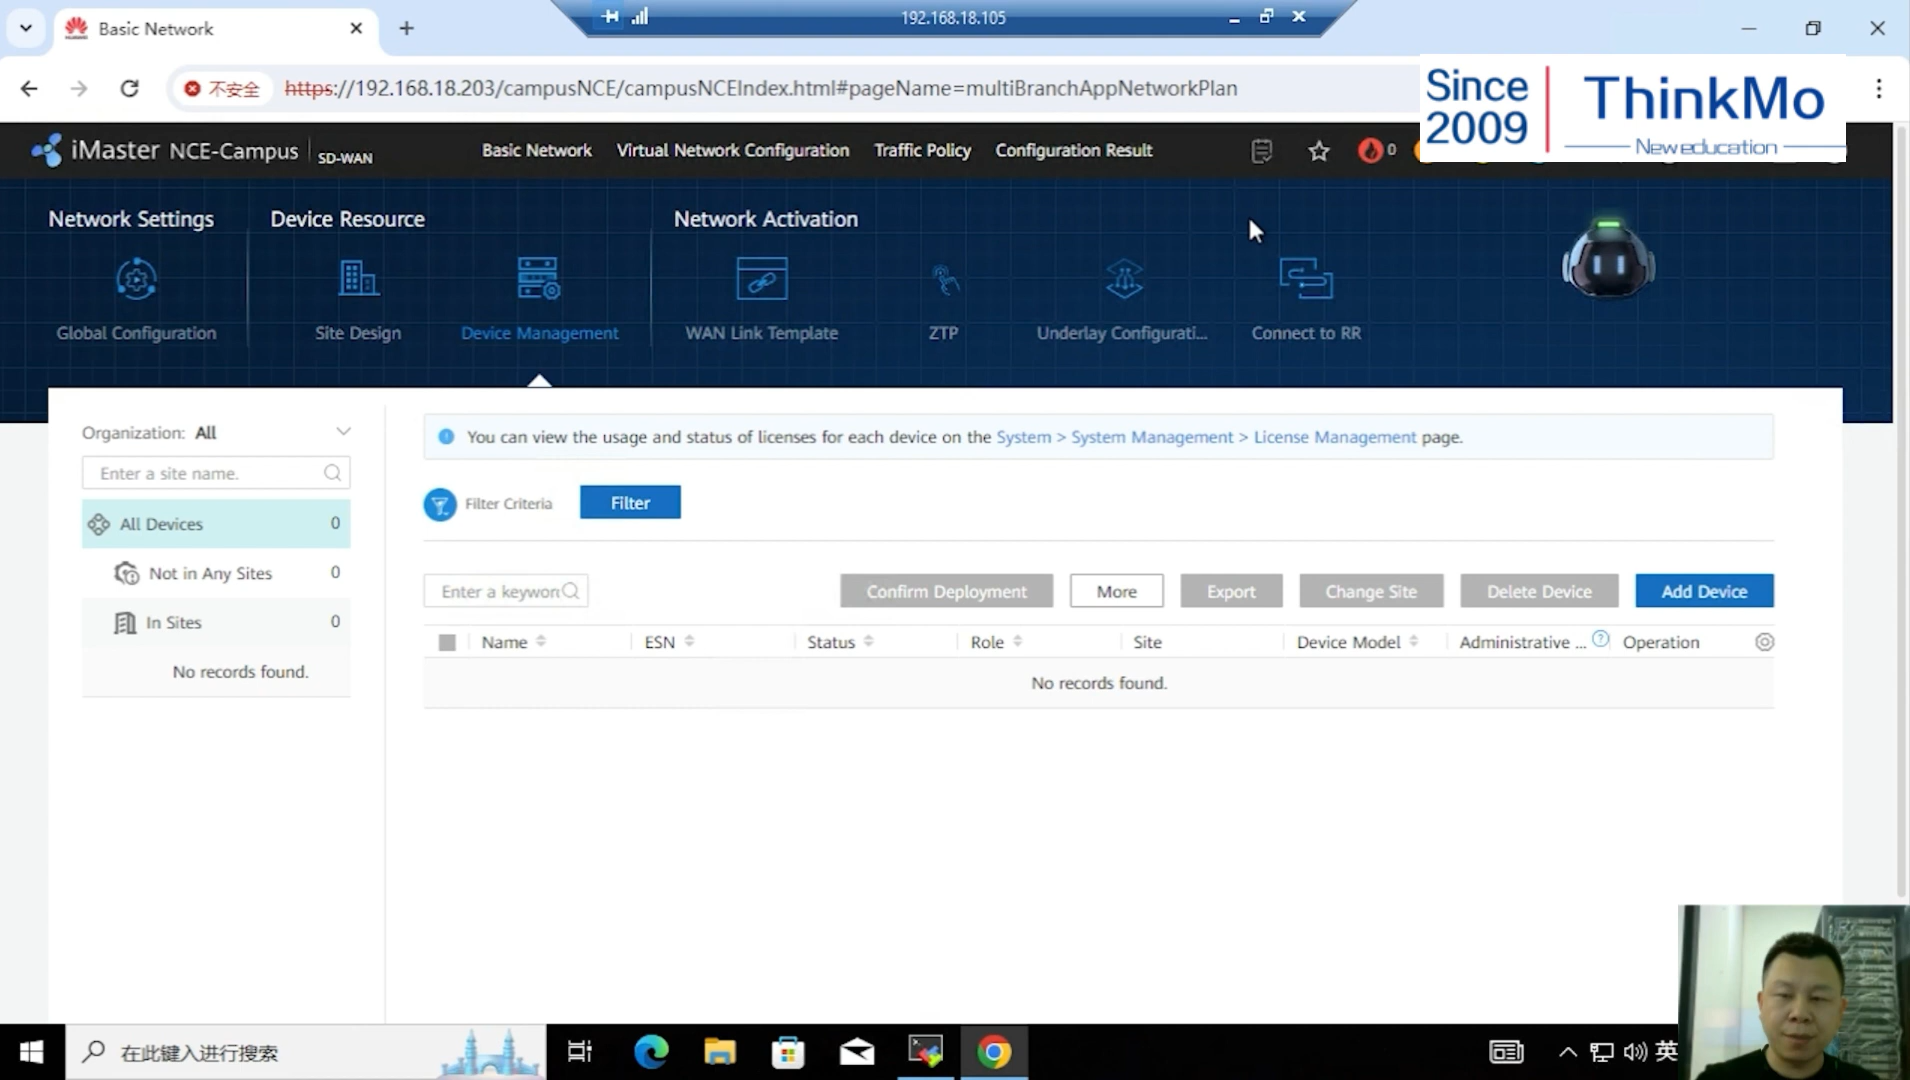 Basic Network
192.168.18.105
不安全
https://192.168.18.203/campusNCE/campusNCEIndex.html#pageName=multiBranchAppNetworkPlan
Since
2009
ThinkMo
New education
iMaster NCE-Campus
SD-WAN
Basic Network
Virtual Network Configuration
Traffic Policy
Configuration Result
0
Network Settings
Device Resource
Network Activation
Global Configuration
Site Design
Device Management
WAN Link Template
ZTP
Underlay Configurati...
Connect to RR
Organization: All
Enter a site name.
All Devices 0
Not in Any Sites 0
In Sites 0
No records found.
You can view the usage and status of licenses for each device on the System > System Management > License Management page.
Filter Criteria
Filter
Enter a keyword
Confirm Deployment
More
Export
Change Site
Delete Device
Add Device
Name
ESN
Status
Role
Site
Device Model
Administrative ...
Operation
No records found.
在此键入进行搜索
英